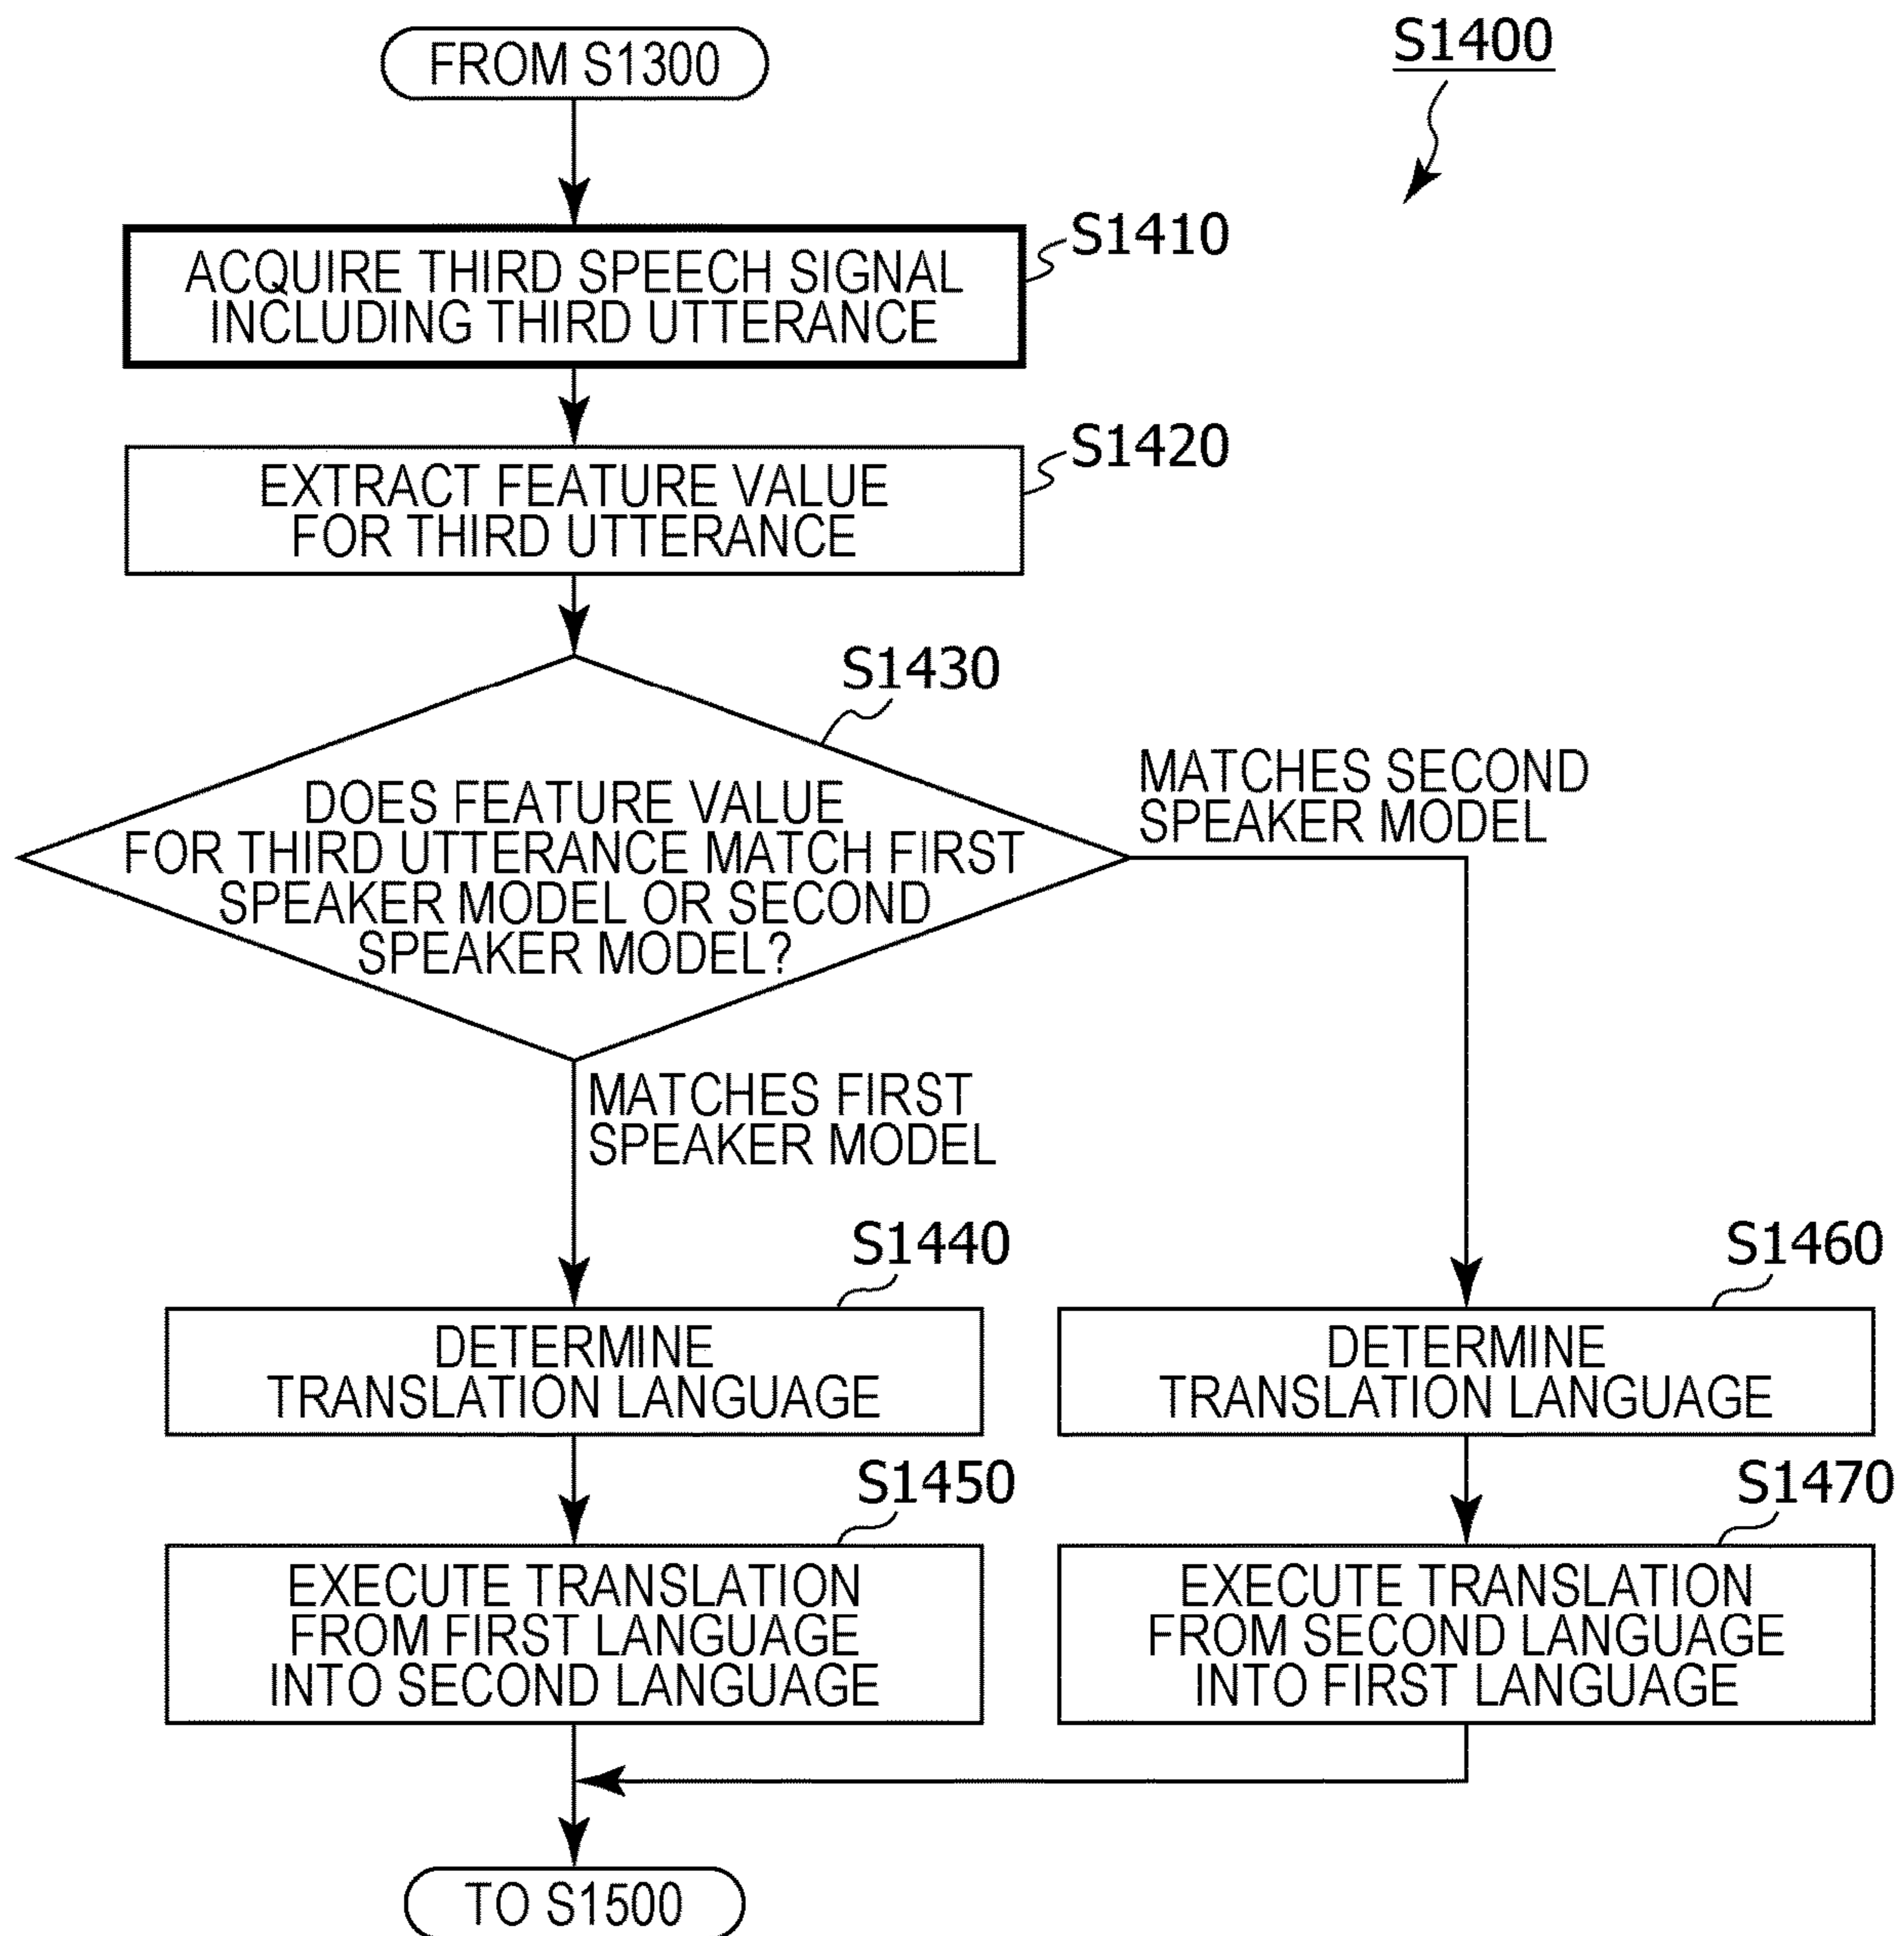 FROM S1300
S1400
S1410
ACQUIRE THIRD SPEECH SIGNAL
INCLUDING THIRD UTTERANCE
S1420
EXTRACT FEATURE VALUE
FOR THIRD UTTERANCE
S1430
DOES FEATURE VALUE
FOR THIRD UTTERANCE MATCH FIRST
SPEAKER MODEL OR SECOND
SPEAKER MODEL?
MATCHES SECOND
SPEAKER MODEL
MATCHES FIRST
SPEAKER MODEL
S1440
DETERMINE
TRANSLATION LANGUAGE
S1460
DETERMINE
TRANSLATION LANGUAGE
S1450
EXECUTE TRANSLATION
FROM FIRST LANGUAGE
INTO SECOND LANGUAGE
S1470
EXECUTE TRANSLATION
FROM SECOND LANGUAGE
INTO FIRST LANGUAGE
TO S1500